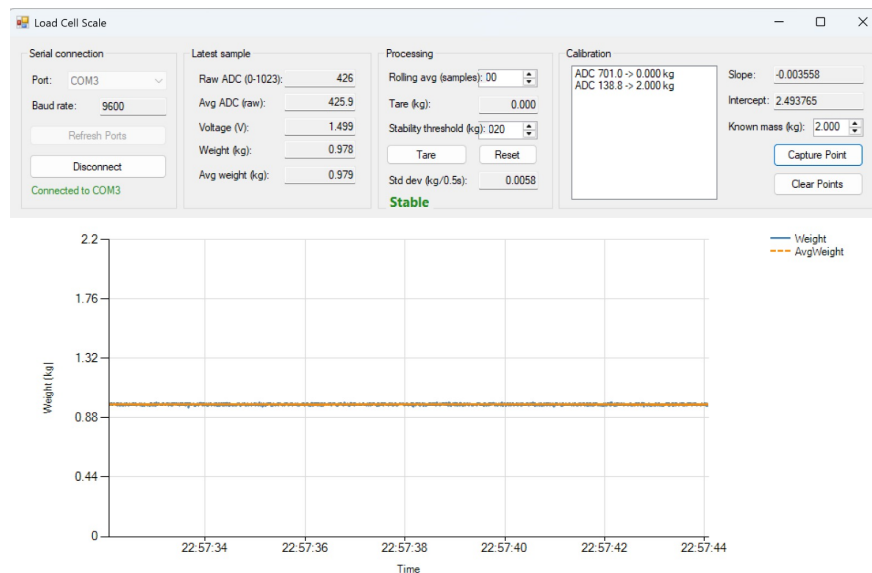 Load Cell Scale
Serial connection
Port: COM3
Baud rate: 9600
Refresh Ports
Disconnect
Connected to COM3
Latest sample
Raw ADC (0-1023): 426
Avg ADC (raw): 425.9
Voltage (V): 1.499
Weight (kg): 0.978
Avg weight (kg): 0.979
Processing
Rolling avg (samples): 00
Tare (kg): 0.000
Stability threshold (kg): 020
Tare Reset
Std dev (kg/0.5s): 0.0058
Stable
Calibration
ADC 701.0 -> 0.000 kg
ADC 138.8 -> 2.000 kg
Slope: -0.003558
Intercept: 2.493765
Known mass (kg): 2.000
Capture Point
Clear Points
2.2
1.76
1.32
0.88
0.44
0
Weight (kg)
22:57:34 22:57:36 22:57:38 22:57:40 22:57:42 22:57:44
Time
Weight
AvgWeight